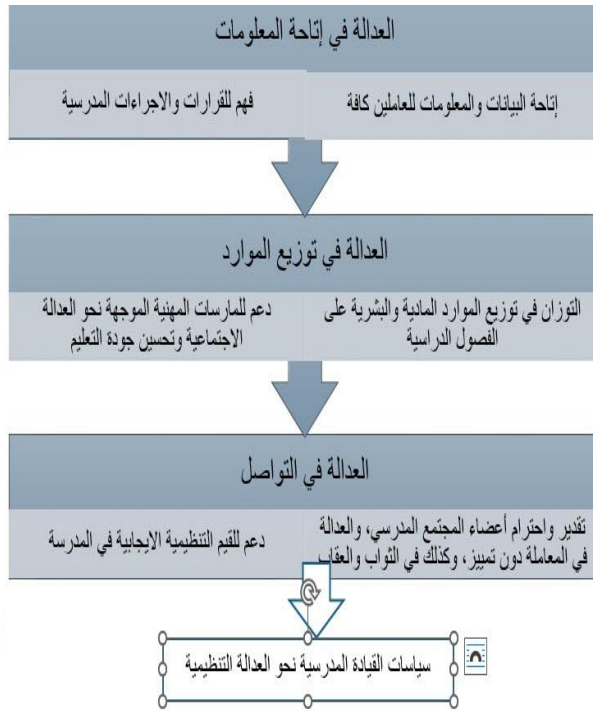 العدالة في إتاحة المعلومات
إتاحة البيانات والمعلومات للعاملين كافة
فهم للقرارات والاجراءات المدرسية
العدالة في توزيع الموارد
التوزان في توزيع الموارد المادية والبشرية على
الفصول الدراسية
دعم للمارسات المهنية الموجهة نحو العدالة
الاجتماعية وتحسين جودة التعليم
العدالة في التواصل
تقدير واحترام أعضاء المجتمع المدرسي، والعدالة
في المعاملة دون تمييز، وكذلك في الثواب والعقاب
دعم للقيم التنظيمية الايجابية في المدرسة
سياسات القيادة المدرسية نحو العدالة التنظيمية